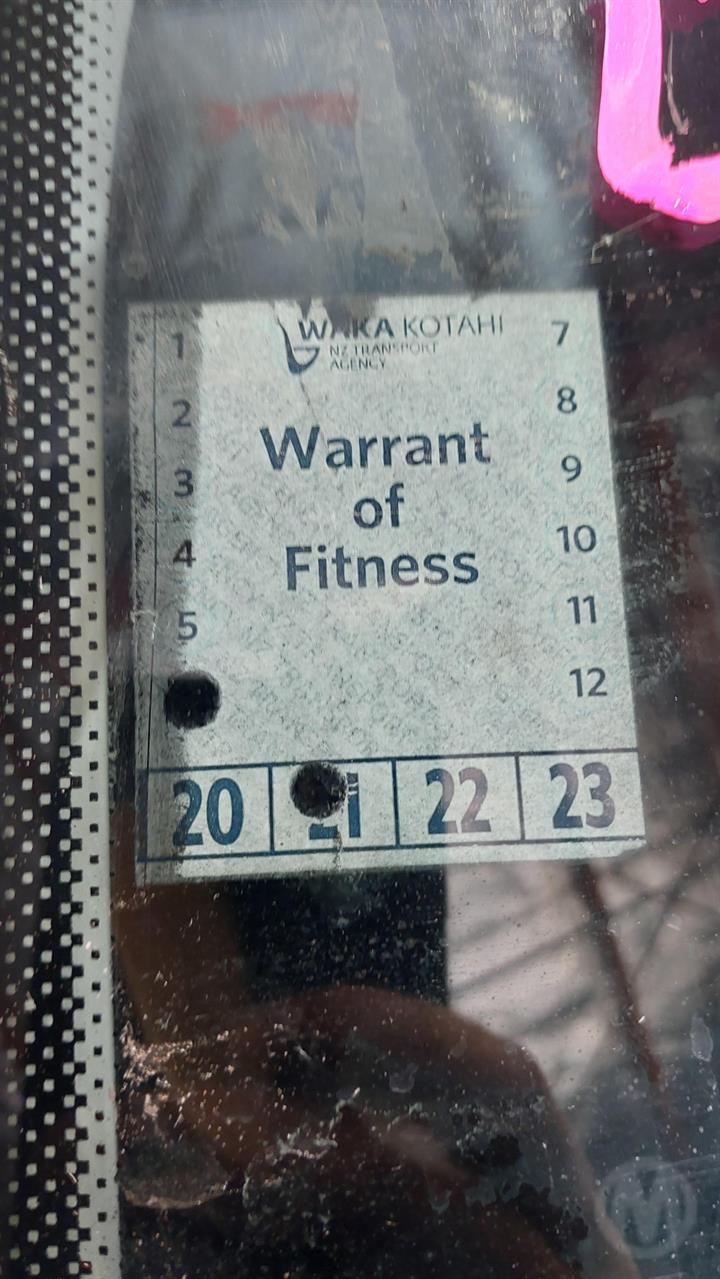 WAKA KOTAHI
NZ TRANSPORT
AGENCY
Warrant
of
Fitness
1
2
3
4
5
7
8
9
10
11
12
20 21 22 23